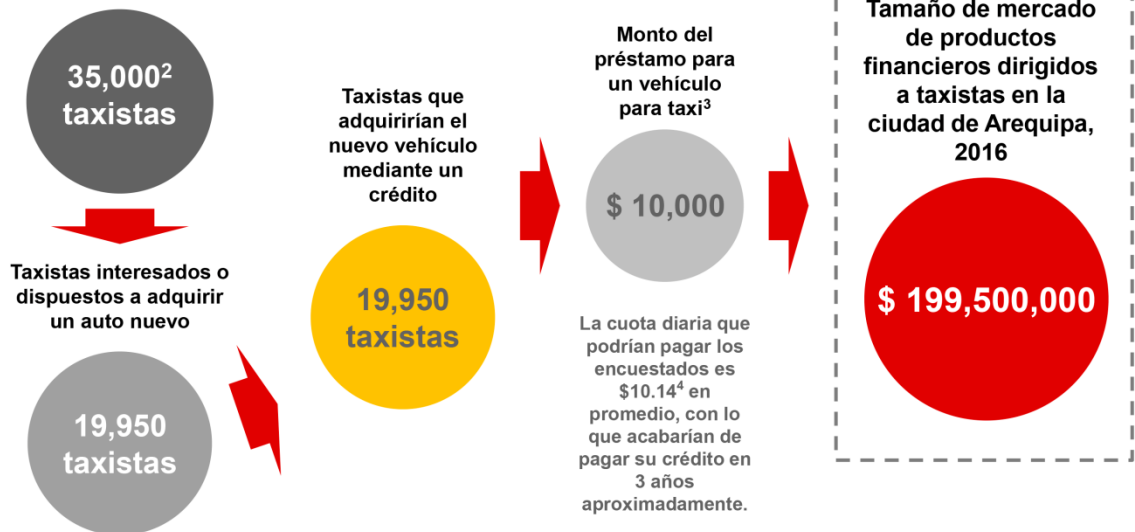 35,000²
taxistas
Taxistas interesados o
dispuestos a adquirir
un auto nuevo
19,950
taxistas
Taxistas que
adquirirían el
nuevo vehículo
mediante un
crédito
19,950
taxistas
Monto del
préstamo para
un vehículo
para taxi³
$ 10,000
La cuota diaria que
podrían pagar los
encuestados es
$10.14⁴ en
promedio, con lo
que acabarían de
pagar su crédito en
3 años
aproximadamente.
Tamaño de mercado
de productos
financieros dirigidos
a taxistas en la
ciudad de Arequipa,
2016
$ 199,500,000